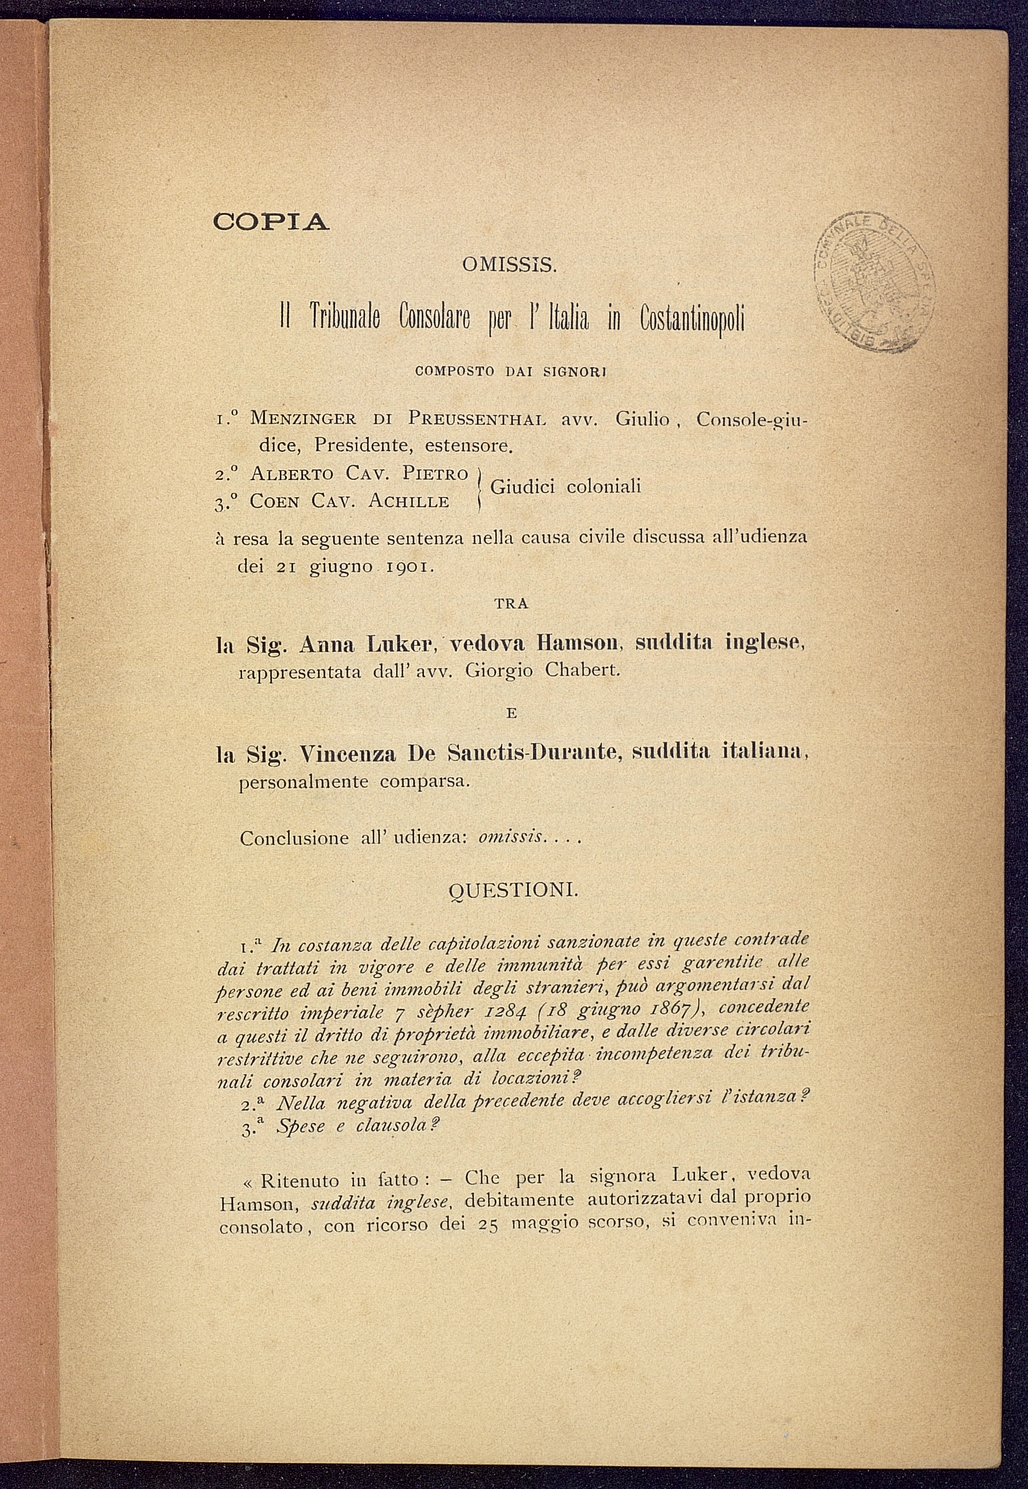 COPIA
OMISSIS.
Il Tribunale Consolare per l' Italia in Costantinopoli
COMPOSTO DAI SIGNORI
1.º MENZINGER DI PREUSSENTHAL avv. Giulio, Console-giu-
dice, Presidente, estensore.
2.º ALBERTO CAV. PIETRO
3.º COEN CAV. ACHILLE
Giudici coloniali
à resa la seguente sentenza nella causa civile discussa all'udienza
dei 21 giugno 1901.
TRA
la Sig. Anna Luker, vedova Hamson, suddita inglese,
rappresentata dall' avv. Giorgio Chabert.
E
la Sig. Vincenza De Sanctis-Durante, suddita italiana,
personalmente comparsa.
Conclusione all' udienza: omissis. . . .
QUESTIONI.
1.ª In costanza delle capitolazioni sanzionate in queste contrade
dai trattati in vigore e delle immunità per essi garentite alle
persone ed ai beni immobili degli stranieri, può argomentarsi dal
rescritto imperiale 7 sèpher 1284 (18 giugno 1867), concedente
a questi il dritto di proprietà immobiliare, e dalle diverse circolari
restrittive che ne seguirono, alla eccepita incompetenza dei tribu-
nali consolari in materia di locazioni?
2.ª Nella negativa della precedente deve accogliersi l'istanza?
3.ª Spese e clausola?
« Ritenuto in fatto : — Che per la signora Luker, vedova
Hamson, suddita inglese, debitamente autorizzatavi dal proprio
consolato, con ricorso dei 25 maggio scorso, si conveniva in-
COMVNALE DELLA SPEZIA